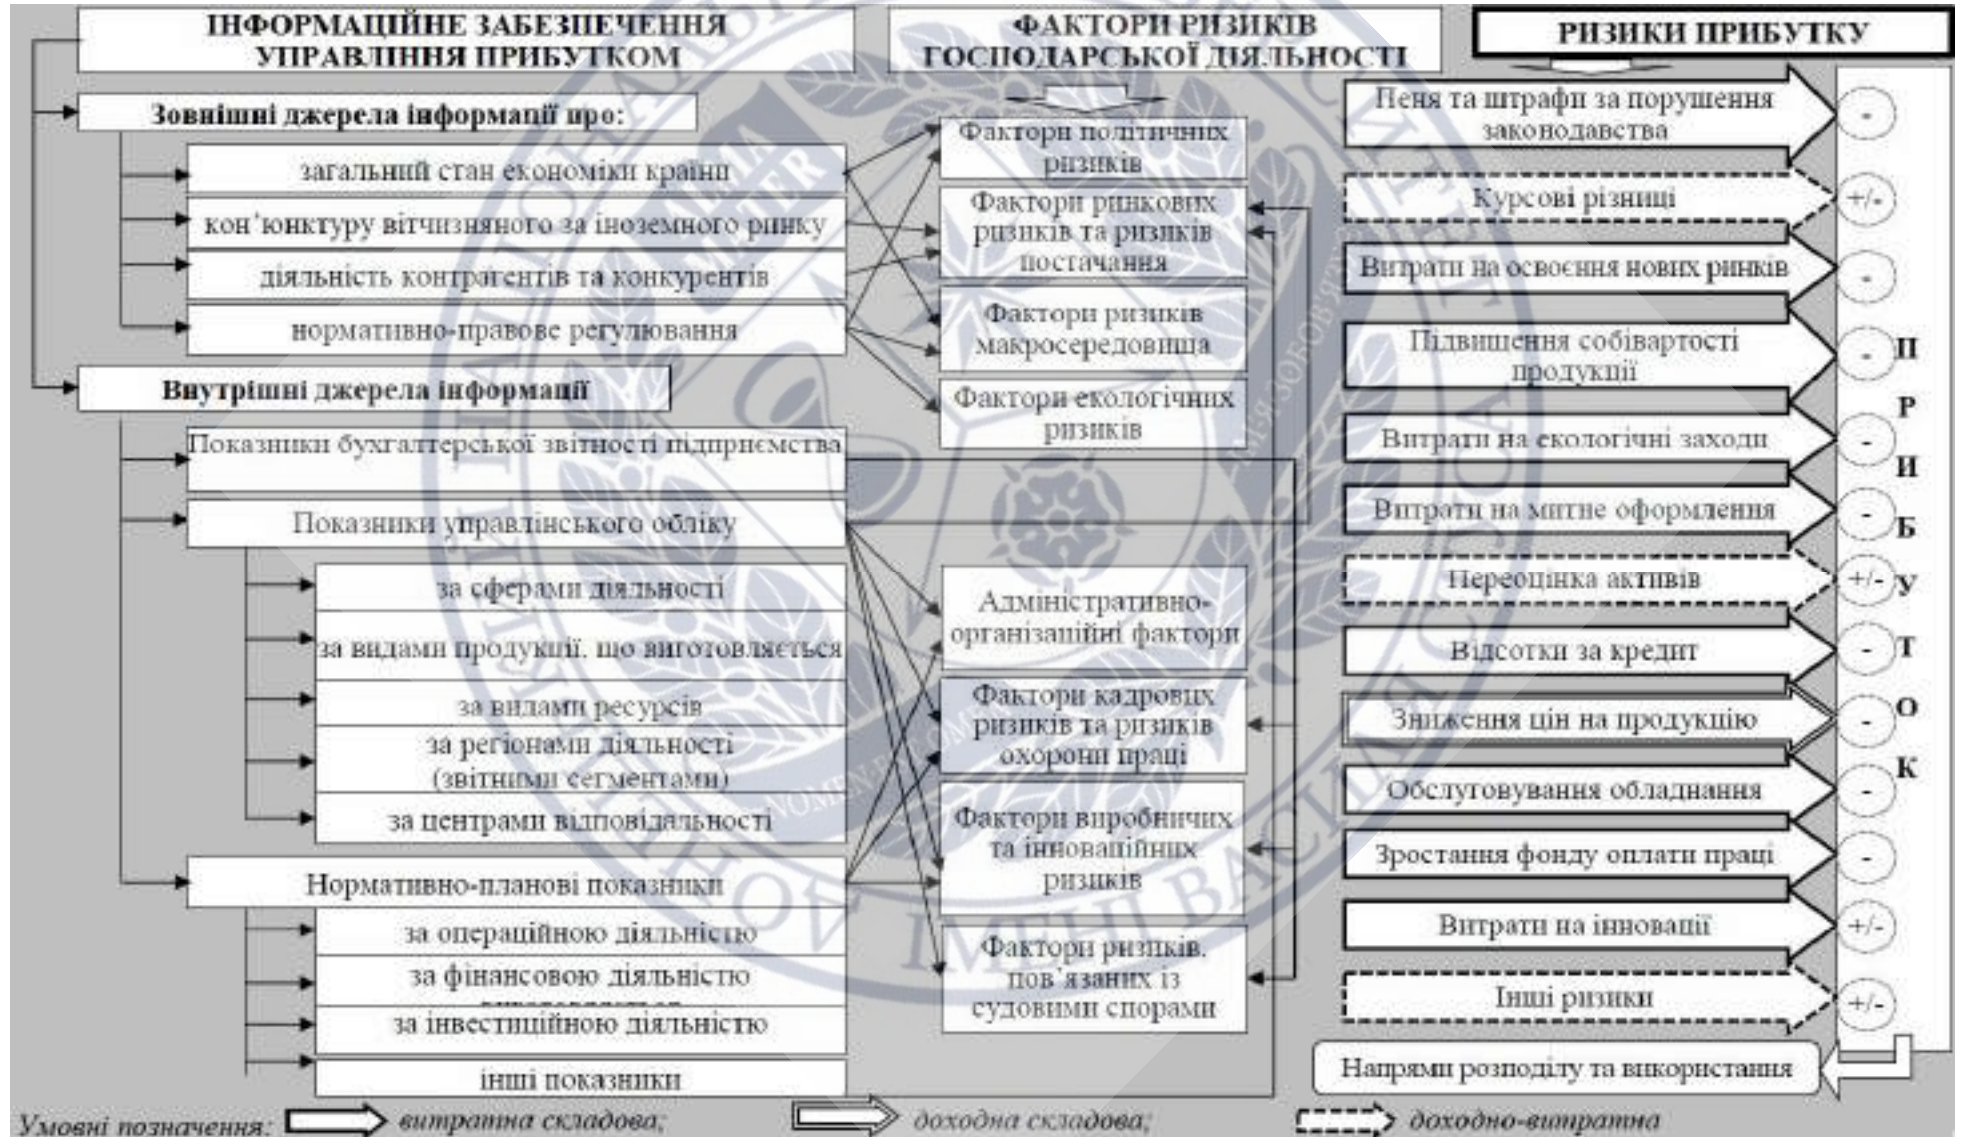 ІНФОРМАЦІЙНЕ ЗАБЕЗПЕЧЕННЯ
УПРАВЛІННЯ ПРИБУТКОМ
Зовнішні джерела інформації про:
загальний стан економіки країни
кон’юнктуру вітчизняного за іноземного ринку
діяльність контрагентів та конкурентів
нормативно-правове регулювання
Внутрішні джерела інформації
Показники бухгалтерської звітності підприємства
Показники управлінського обліку
за сферами діяльності
за видами продукції, що виготовляється
за видами ресурсів
за регіонами діяльності
(звітними сегментами)
за центрами відповідальності
Нормативно-планові показники
за операційною діяльністю
за фінансовою діяльністю
за інвестиційною діяльністю
інші показники
ФАКТОРИ РИЗИКІВ
ГОСПОДАРСЬКОЇ ДІЯЛЬНОСТІ
Фактори політичних
ризиків
Фактори ринкових
ризиків та ризиків
постачання
Фактори ризиків
макросередовища
Фактори екологічних
ризиків
Адміністративно-
організаційні фактори
Фактори кадрових
ризиків та ризиків
охорони праці
Фактори виробничих
та інноваційних
ризиків
Фактори ризиків,
пов’язаних із
судовими спорами
РИЗИКИ ПРИБУТКУ
Пеня та штрафи за порушення
законодавства
-
Курсові різниці
+/-
Витрати на освоєння нових ринків
-
Підвищення собівартості
продукції
-
Витрати на екологічні заходи
-
Витрати на митне оформлення
-
Переоцінка активів
+/-
Відсотки за кредит
-
Зниження цін на продукцію
-
Обслуговування обладнання
-
Зростання фонду оплати праці
-
Витрати на інновації
+/-
Інші ризики
+/-
П
Р
И
Б
У
Т
О
К
Напрями розподілу та використання
Умовні позначення:
витратна складова;
доходна складова;
доходно-витратна
ALMA
MATER